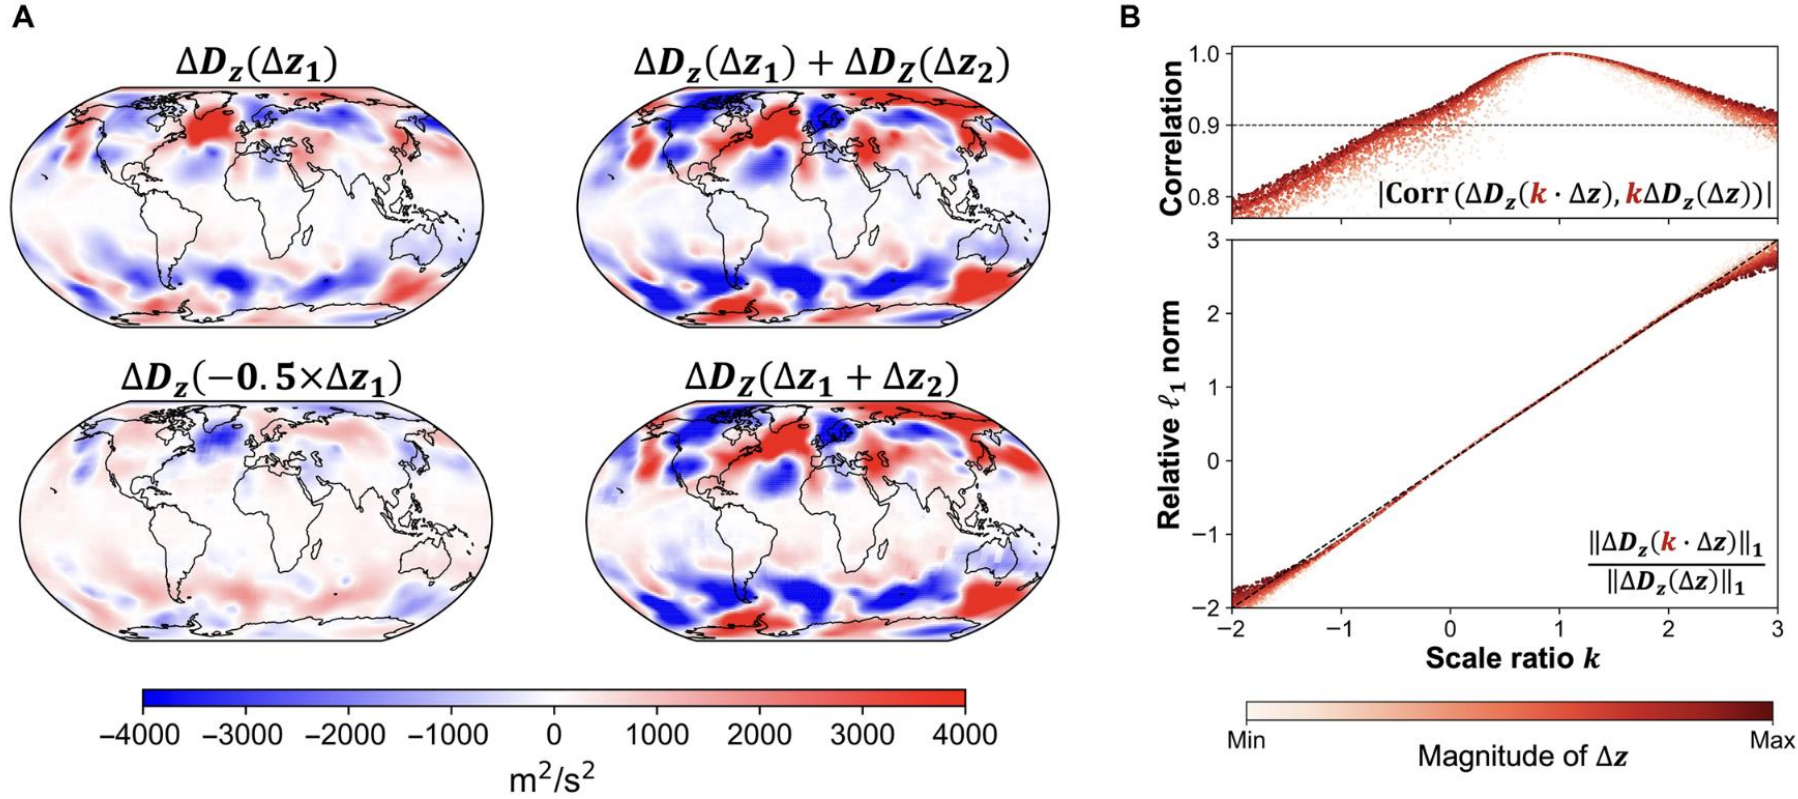 A
B
ΔD_z(Δz_1)
ΔD_z(Δz_1) + ΔD_Z(Δz_2)
ΔD_z(−0.5×Δz_1)
ΔD_Z(Δz_1 + Δz_2)
−4000 −3000 −2000 −1000 0 1000 2000 3000 4000
m²/s²
Correlation
1.0
0.9
0.8
|Corr (ΔD_z(k · Δz), kΔD_z(Δz))|
Relative ℓ_1 norm
3
2
1
0
−1
−2
‖ΔD_z(k · Δz)‖_1
‖ΔD_z(Δz)‖_1
−2 −1 0 1 2 3
Scale ratio k
Min Max
Magnitude of Δz